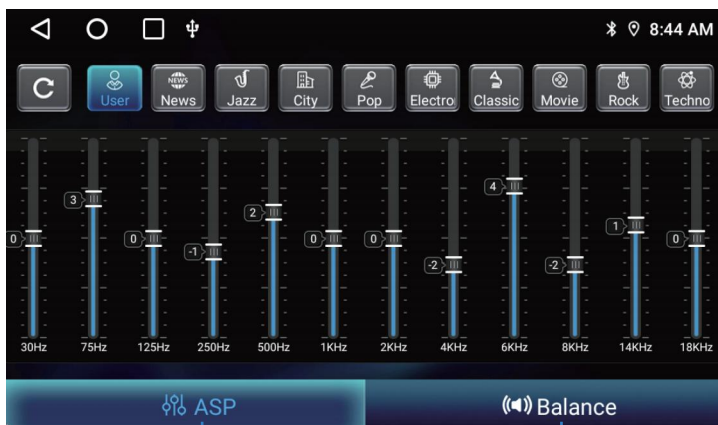 8:44 AM
NEWS
User News Jazz City Pop Electro Classic Movie Rock Techno
0 3 0 -1 2 0 0 -2 4 -2 1 0
30Hz 75Hz 125Hz 250Hz 500Hz 1KHz 2KHz 4KHz 6KHz 8KHz 14KHz 18KHz
ASP Balance